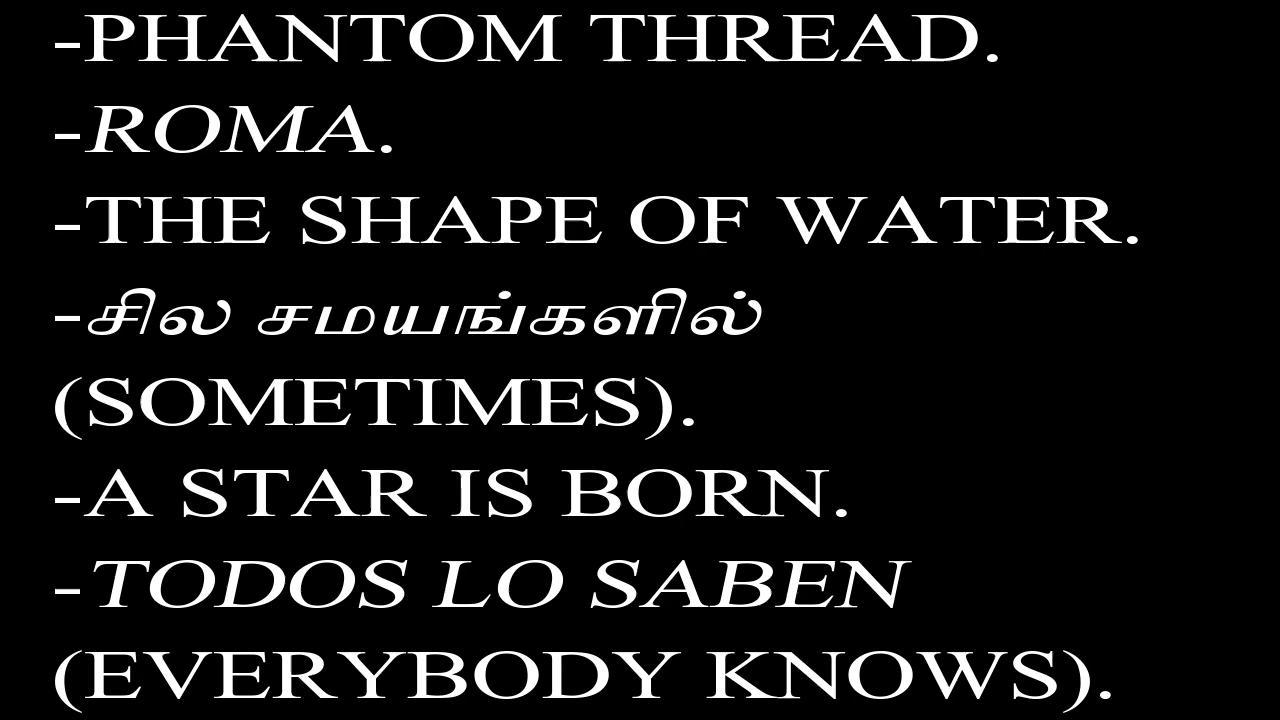 -PHANTOM THREAD.
-ROMA.
-THE SHAPE OF WATER.
-சில சமயங்களில்
(SOMETIMES).
-A STAR IS BORN.
-TODOS LO SABEN
(EVERYBODY KNOWS).